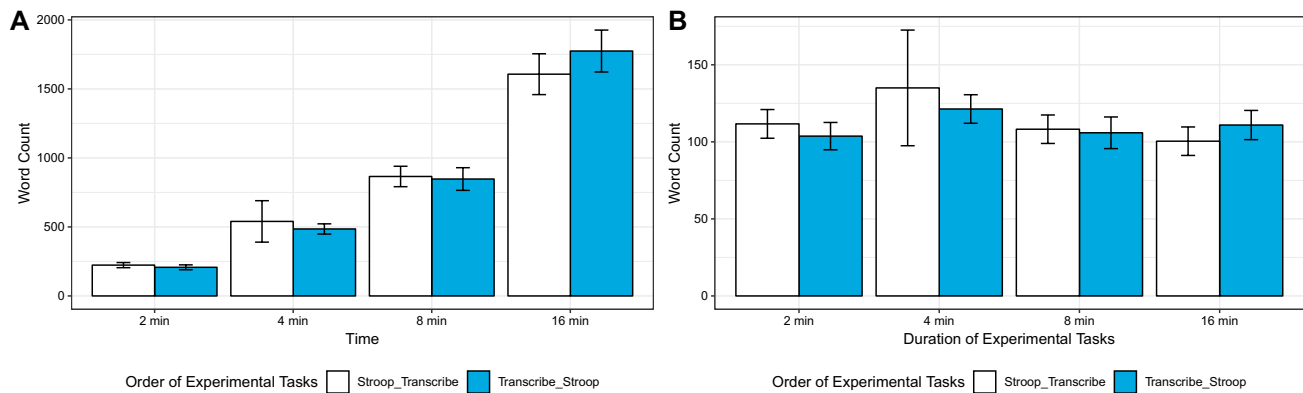 A
Word Count
2000
1500
1000
500
0
2 min
4 min
8 min
16 min
Time
Order of Experimental Tasks
Stroop_Transcribe
Transcribe_Stroop
B
Word Count
150
100
50
0
2 min
4 min
8 min
16 min
Duration of Experimental Tasks
Order of Experimental Tasks
Stroop_Transcribe
Transcribe_Stroop